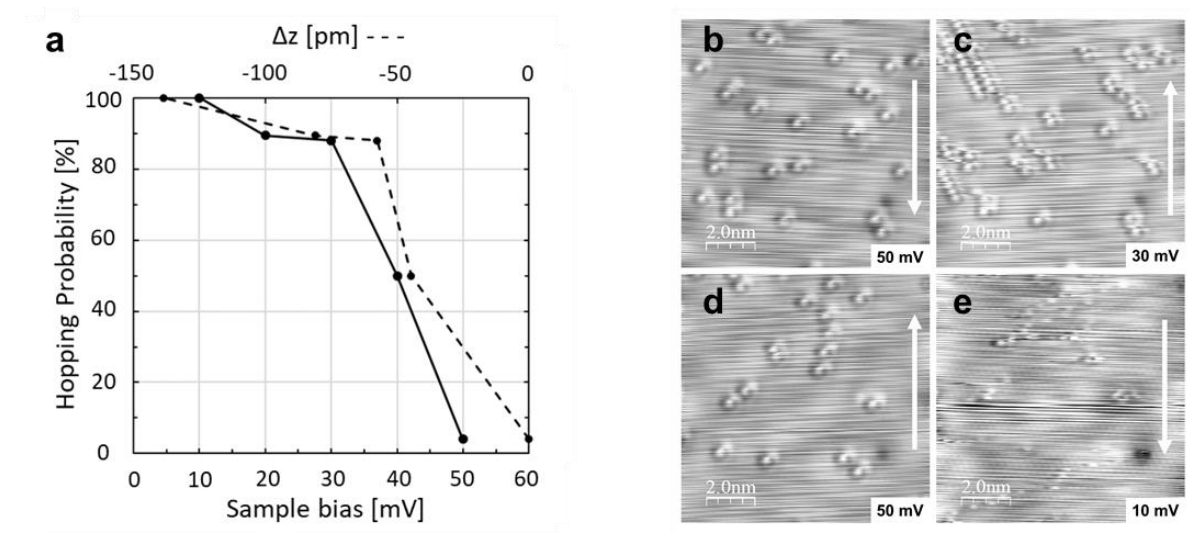 a
Δz [pm] ---
-150 -100 -50 0
100
80
60
40
20
0
Hopping Probability [%]
0 10 20 30 40 50 60
Sample bias [mV]
b
2.0nm
50 mV
c
2.0nm
30 mV
d
2.0nm
50 mV
e
2.0nm
10 mV